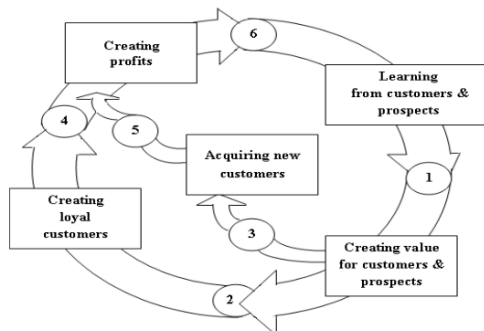 Creating
profits
6
Learning
from customers &
prospects
4
5
Acquiring new
customers
1
Creating
loyal
customers
3
Creating value
for customers &
prospects
2